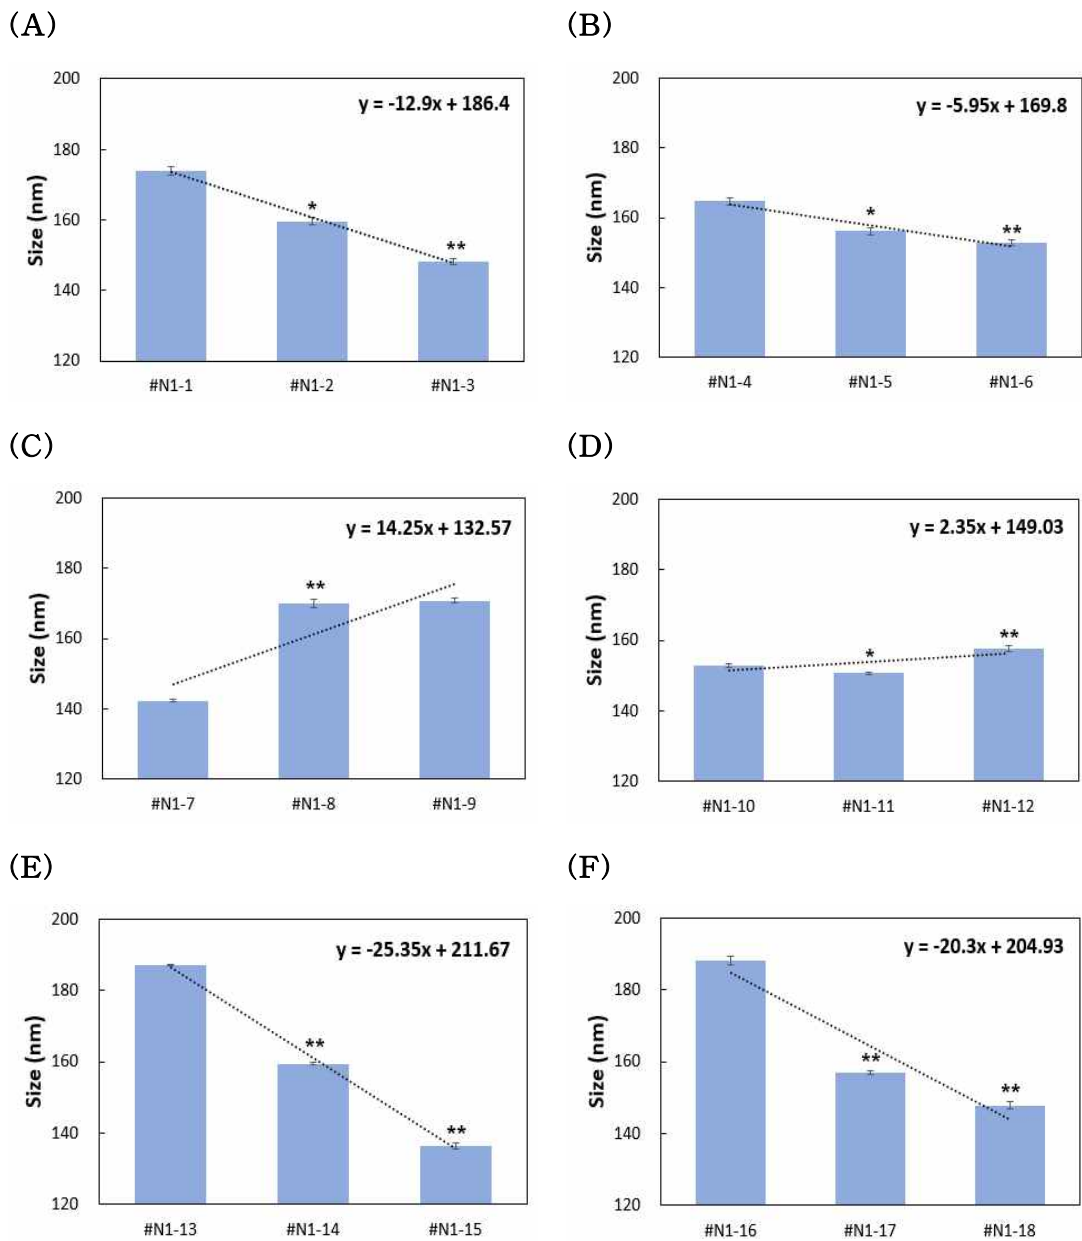 (A)
200
180
160
140
120
Size (nm)
y = -12.9x + 186.4
*
**
#N1-1
#N1-2
#N1-3
(B)
200
180
160
140
120
Size (nm)
y = -5.95x + 169.8
*
**
#N1-4
#N1-5
#N1-6
(C)
200
180
160
140
120
Size (nm)
y = 14.25x + 132.57
**
#N1-7
#N1-8
#N1-9
(D)
200
180
160
140
120
Size (nm)
y = 2.35x + 149.03
*
**
#N1-10
#N1-11
#N1-12
(E)
200
180
160
140
120
Size (nm)
y = -25.35x + 211.67
**
**
#N1-13
#N1-14
#N1-15
(F)
200
180
160
140
120
Size (nm)
y = -20.3x + 204.93
**
**
#N1-16
#N1-17
#N1-18